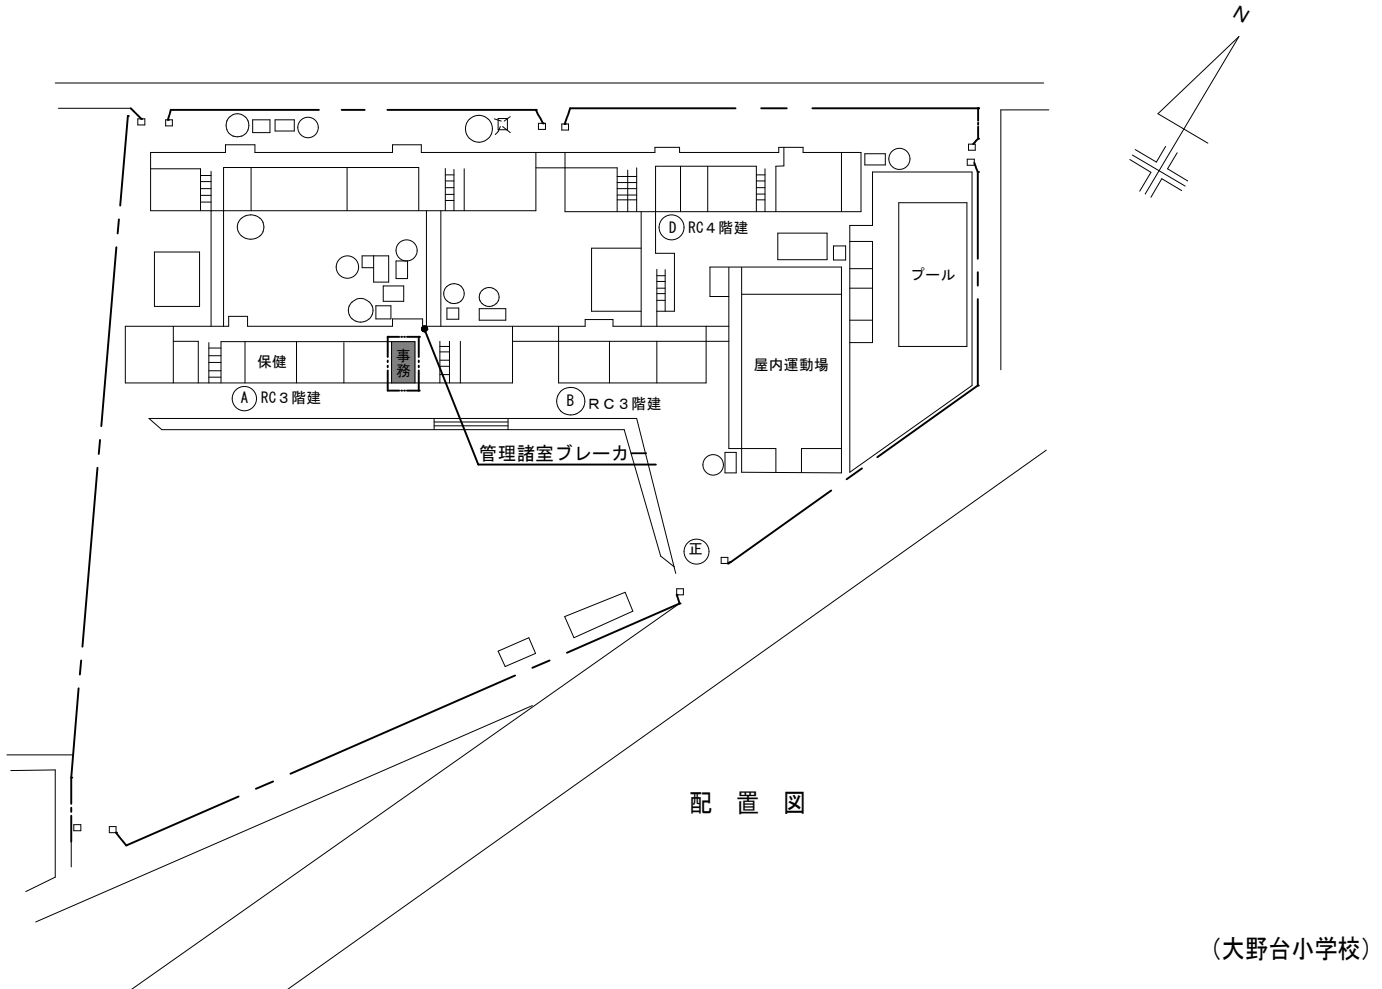 N
D RC4階建
プール
保健
事務
屋内運動場
A RC3階建
B RC3階建
管理諸室ブレーカー
正
配 置 図
(大野台小学校)